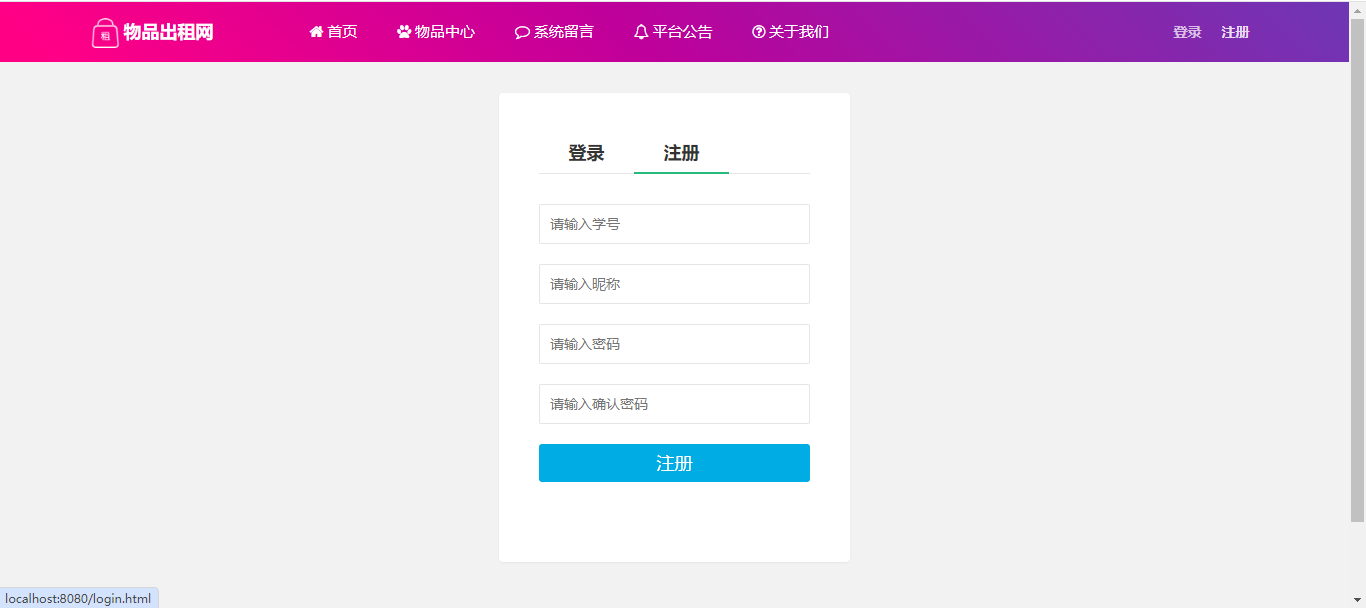 租 物品出租网 首页 物品中心 系统留言 平台公告 关于我们 登录 注册
登录 注册
请输入学号
请输入昵称
请输入密码
请输入确认密码
注册
localhost:8080/login.html